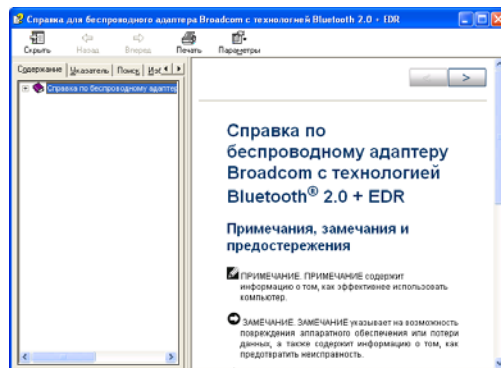 Справка для беспроводного адаптера Broadcom с технологией Bluetooth 2.0 + EDR
Скрыть Назад Вперед Печать Параметры
Содержание Указатель Поиск
Справка по беспроводному адаптер
<
>
Справка по
беспроводному адаптеру
Broadcom с технологией
Bluetooth® 2.0 + EDR
Примечания, замечания и
предостережения
ПРИМЕЧАНИЕ. ПРИМЕЧАНИЕ содержит
информацию о том, как эффективнее использовать
компьютер.
ЗАМЕЧАНИЕ. ЗАМЕЧАНИЕ указывает на возможность
повреждения аппаратного обеспечения или потери
данных, а также содержит информацию о том, как
предотвратить неисправность.